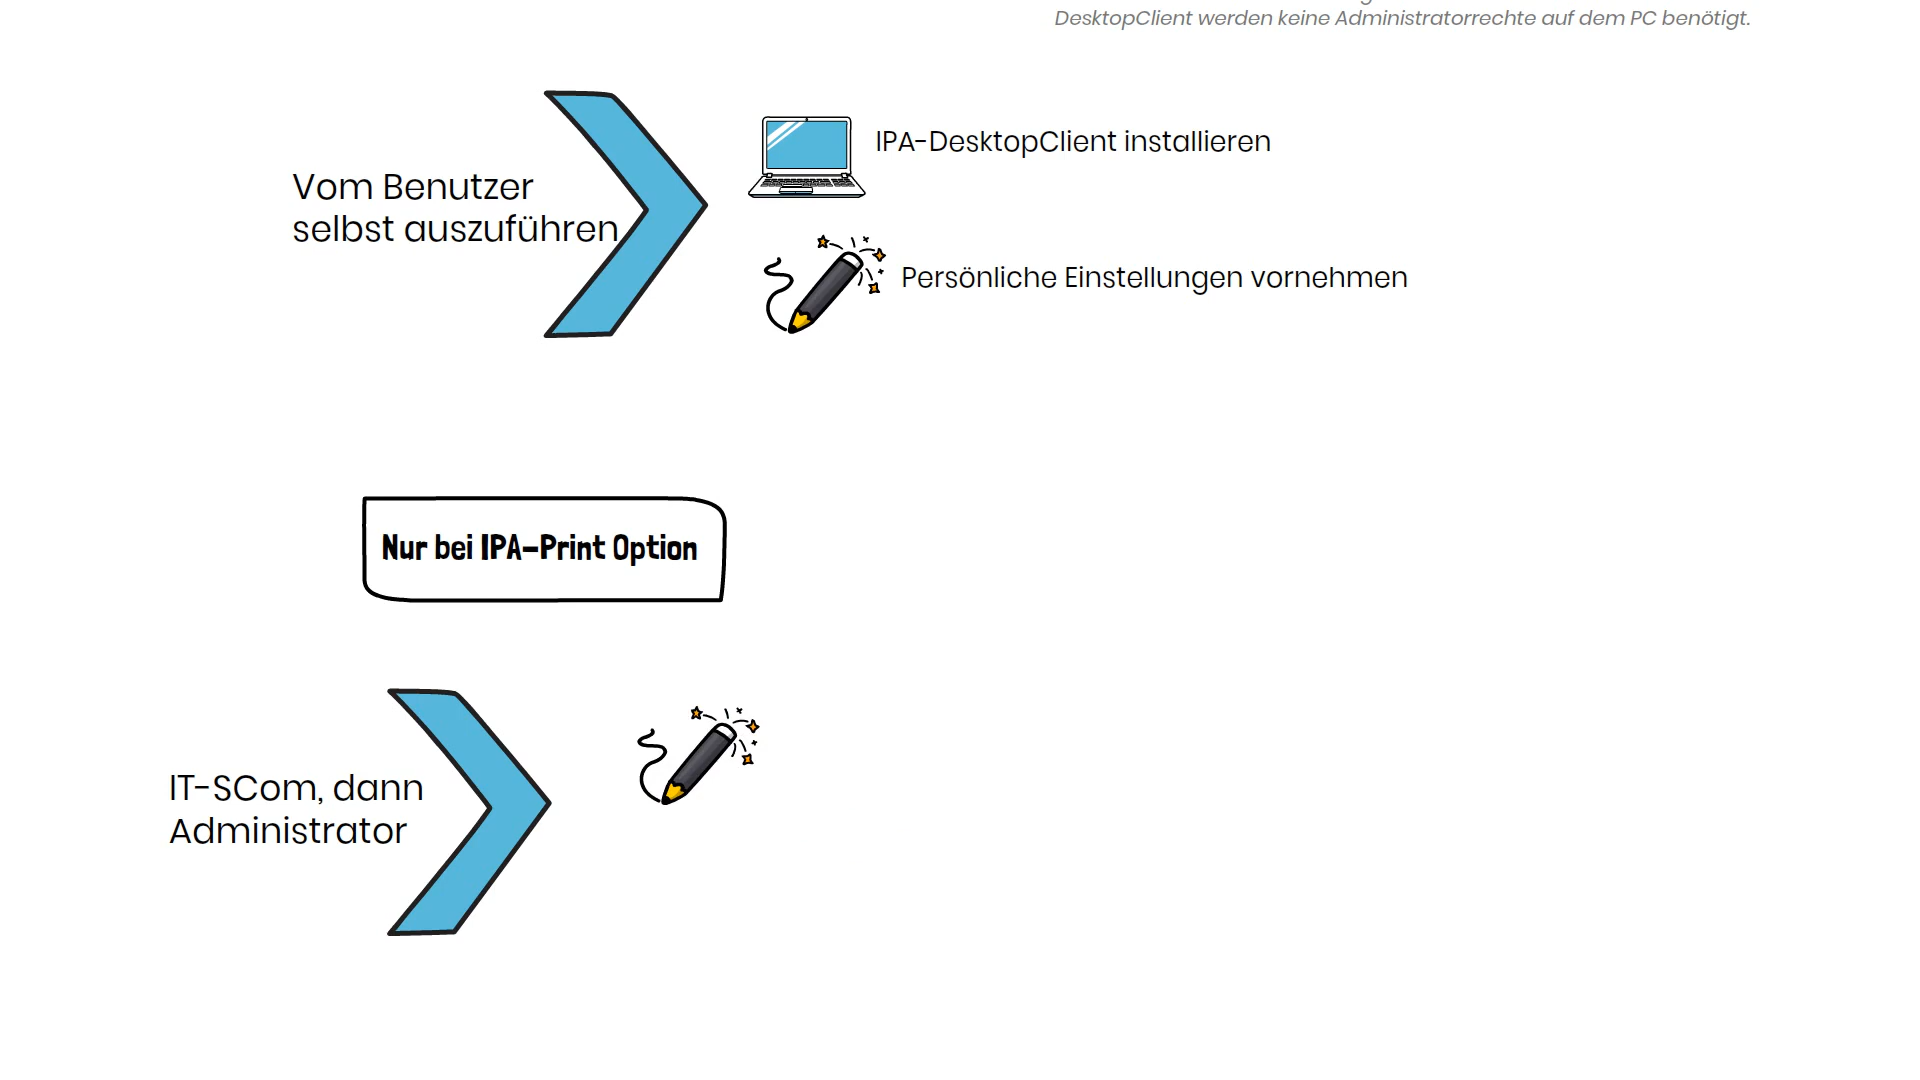 DesktopClient werden keine Administratorrechte auf dem PC benötigt.
IPA-DesktopClient installieren
Vom Benutzer
selbst auszuführen
Persönliche Einstellungen vornehmen
Nur bei IPA-Print Option
IT-SCom, dann
Administrator